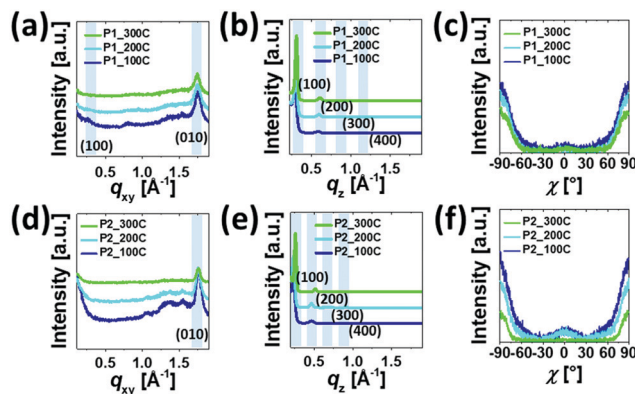 (a)
P1_300C
P1_200C
P1_100C
(100)
(010)
Intensity [a.u.]
0.5 1.0 1.5
qxy [Å-1]
(b)
P1_300C
P1_200C
P1_100C
(100)
(200)
(300)
(400)
Intensity [a.u.]
0.5 1.0 1.5
qz [Å-1]
(c)
P1_300C
P1_200C
P1_100C
Intensity [a.u.]
-90 -60 -30 0 30 60 90
χ [°]
(d)
P2_300C
P2_200C
P2_100C
(010)
Intensity [a.u.]
0.5 1.0 1.5
qxy [Å-1]
(e)
P2_300C
P2_200C
P2_100C
(100)
(200)
(300)
(400)
Intensity [a.u.]
0.5 1.0 1.5
qz [Å-1]
(f)
P2_300C
P2_200C
P2_100C
Intensity [a.u.]
-90 -60 -30 0 30 60 90
χ [°]